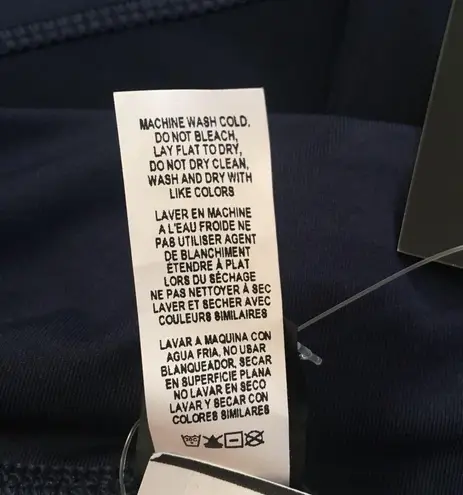 MACHINE WASH COLD,
DO NOT BLEACH,
LAY FLAT TO DRY,
DO NOT DRY CLEAN,
WASH AND DRY WITH
LIKE COLORS
LAVER EN MACHINE
A L'EAU FROIDE NE
PAS UTILISER AGENT
DE BLANCHIMENT
ÉTENDRE À PLAT
LORS DU SÉCHAGE
NE PAS NETTOYER À SEC
LAVER ET SECHER AVEC
COULEURS SIMILAIRES
LAVAR A MAQUINA CON
AGUA FRIA, NO USAR
BLANQUEADOR, SECAR
EN SUPERFICIE PLANA
NO LAVAR EN SECO
LAVAR Y SECAR CON
COLORES SIMILARES